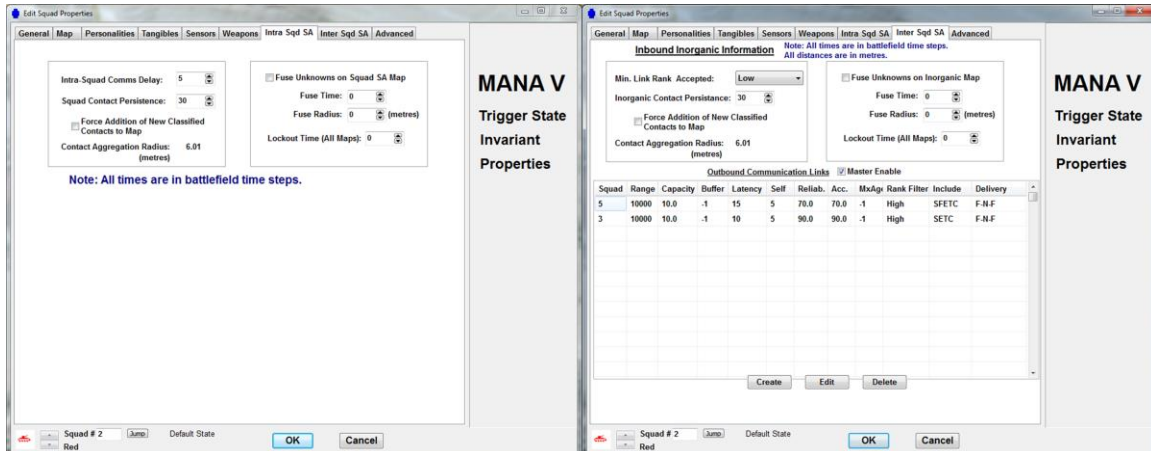 Edit Squad Properties
General Map Personalities Tangibles Sensors Weapons Intra Sqd SA Inter Sqd SA Advanced
Intra-Squad Comms Delay: 5
Squad Contact Persistence: 30
Force Addition of New Classified
Contacts to Map
Contact Aggregation Radius: 6.01
(metres)
Fuse Unknowns on Squad SA Map
Fuse Time: 0
Fuse Radius: 0 (metres)
Lockout Time (All Maps): 0
Note: All times are in battlefield time steps.
MANA V
Trigger State
Invariant
Properties
Squad # 2 Jump Default State
Red
OK Cancel
Edit Squad Properties
General Map Personalities Tangibles Sensors Weapons Intra Sqd SA Inter Sqd SA Advanced
Inbound Inorganic Information
Note: All times are in battlefield time steps.
All distances are in metres.
Min. Link Rank Accepted: Low
Inorganic Contact Persistance: 30
Force Addition of New Classified
Contacts to Map
Contact Aggregation Radius: 6.01
(metres)
Fuse Unknowns on Inorganic Map
Fuse Time: 0
Fuse Radius: 0 (metres)
Lockout Time (All Maps): 0
Outbound Communication Links Master Enable
Squad Range Capacity Buffer Latency Self Reliab. Acc. MxAge Rank Filter Include Delivery
5 10000 10.0 -1 15 5 70.0 70.0 -1 High SFETC F-N-F
3 10000 10.0 -1 10 5 90.0 90.0 -1 High SETC F-N-F
Create Edit Delete
MANA V
Trigger State
Invariant
Properties
Squad # 2 Jump Default State
Red
OK Cancel